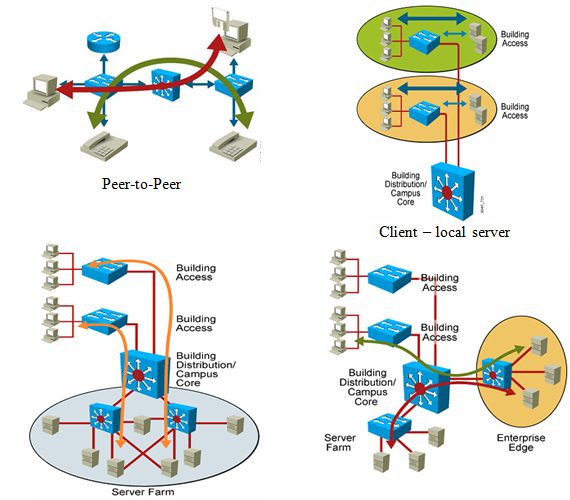 Building
Access
Building
Access
Building
Distribution/
Campus
Core
Peer-to-Peer
Client – local server
Building
Access
Building
Access
Building
Distribution/
Campus
Core
Server Farm
Building
Access
Building
Access
Building
Distribution/
Campus
Core
Server
Farm
Enterprise
Edge